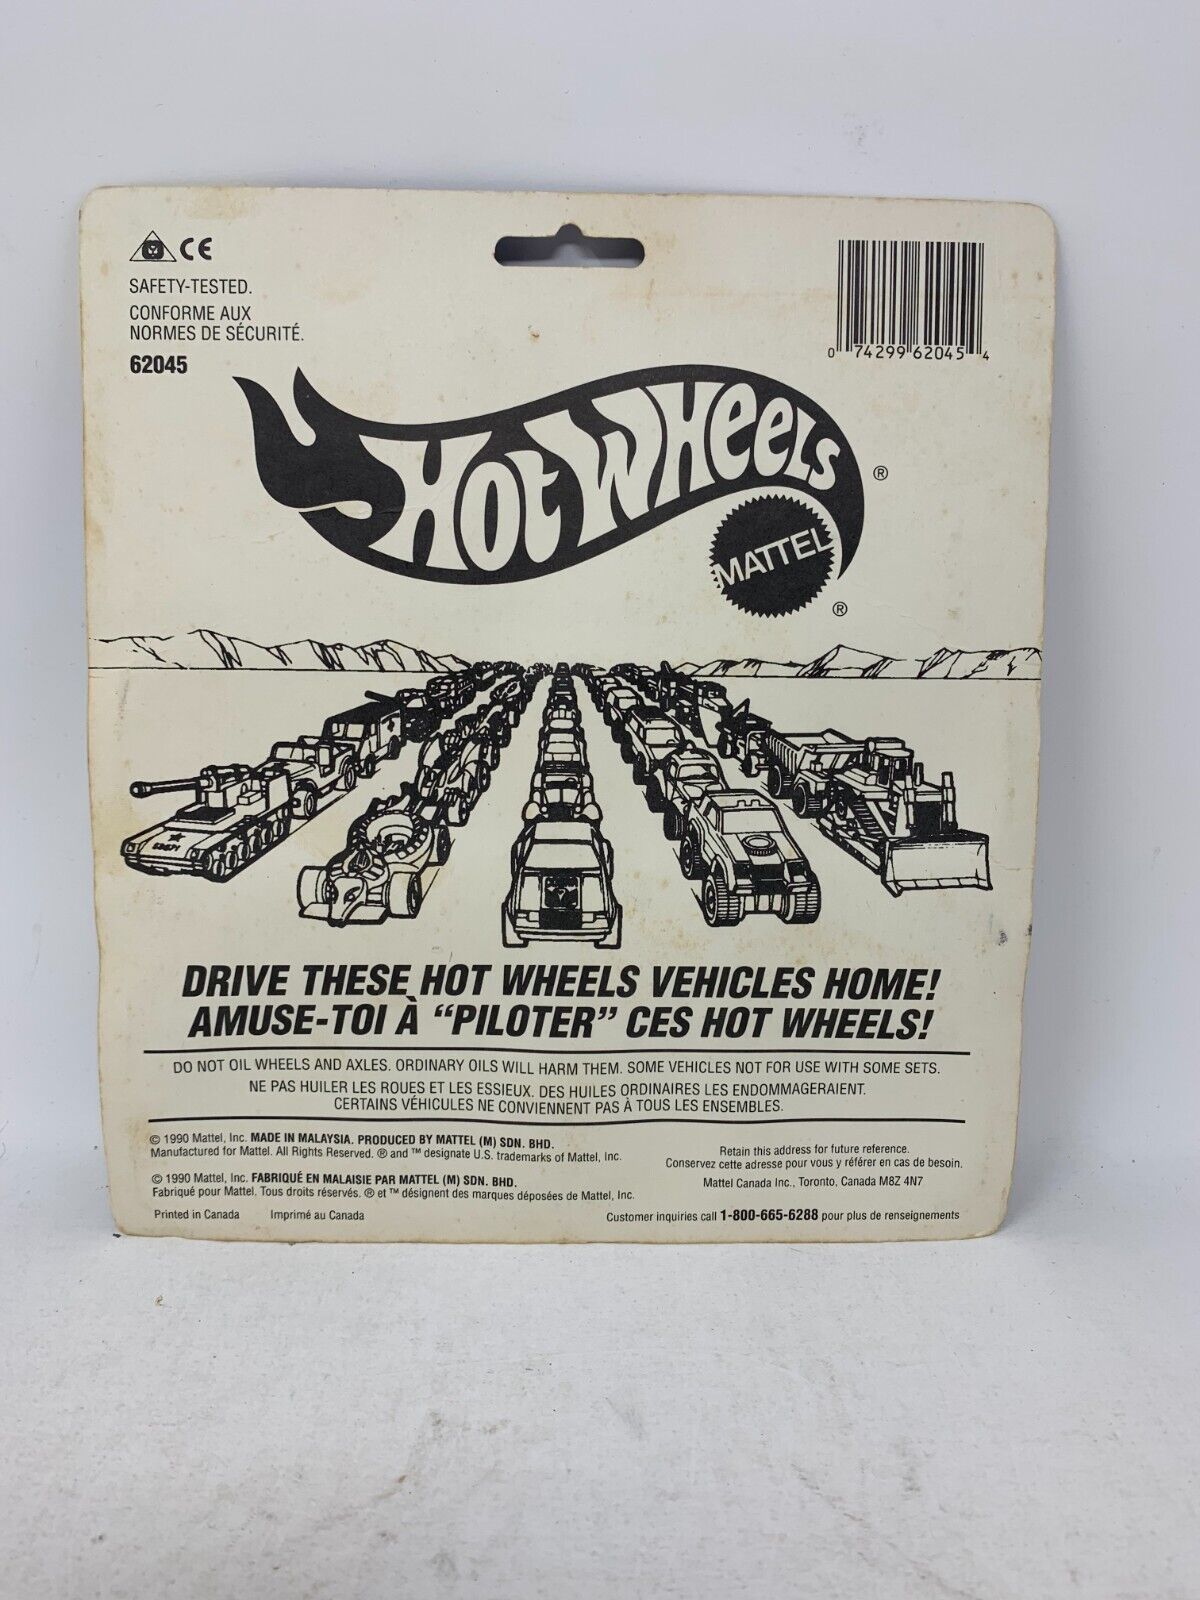 CE
SAFETY-TESTED.
CONFORME AUX
NORMES DE SÉCURITÉ.
62045
0 74299 62045 4
HOT WHEELS ®
MATTEL
®
DRIVE THESE HOT WHEELS VEHICLES HOME!
AMUSE-TOI À “PILOTER” CES HOT WHEELS!
DO NOT OIL WHEELS AND AXLES. ORDINARY OILS WILL HARM THEM. SOME VEHICLES NOT FOR USE WITH SOME SETS.
NE PAS HUILER LES ROUES ET LES ESSIEUX. DES HUILES ORDINAIRES LES ENDOMMAGERAIENT.
CERTAINS VÉHICULES NE CONVIENNENT PAS À TOUS LES ENSEMBLES.
© 1990 Mattel, Inc. MADE IN MALAYSIA. PRODUCED BY MATTEL (M) SDN. BHD.
Manufactured for Mattel. All Rights Reserved. ® and ™ designate U.S. trademarks of Mattel, Inc.
© 1990 Mattel, Inc. FABRIQUÉ EN MALAISIE PAR MATTEL (M) SDN. BHD.
Fabriqué pour Mattel. Tous droits réservés. ® et ™ désignent des marques déposées de Mattel, Inc.
Printed in Canada Imprimé au Canada
Retain this address for future reference.
Conservez cette adresse pour vous y référer en cas de besoin.
Mattel Canada Inc., Toronto, Canada M8Z 4N7
Customer inquiries call 1-800-665-6288 pour plus de renseignements